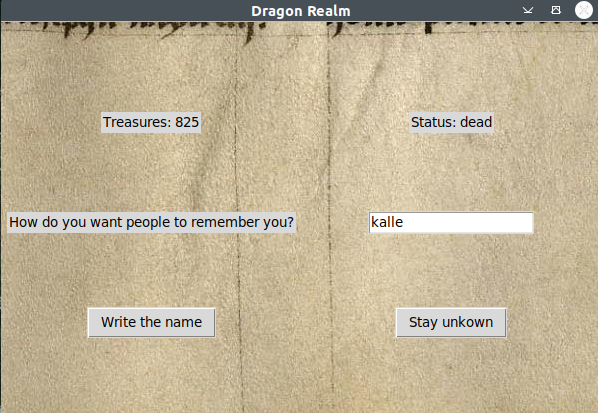 Dragon Realm
Treasures: 825
Status: dead
How do you want people to remember you?
kalle
Write the name
Stay unkown